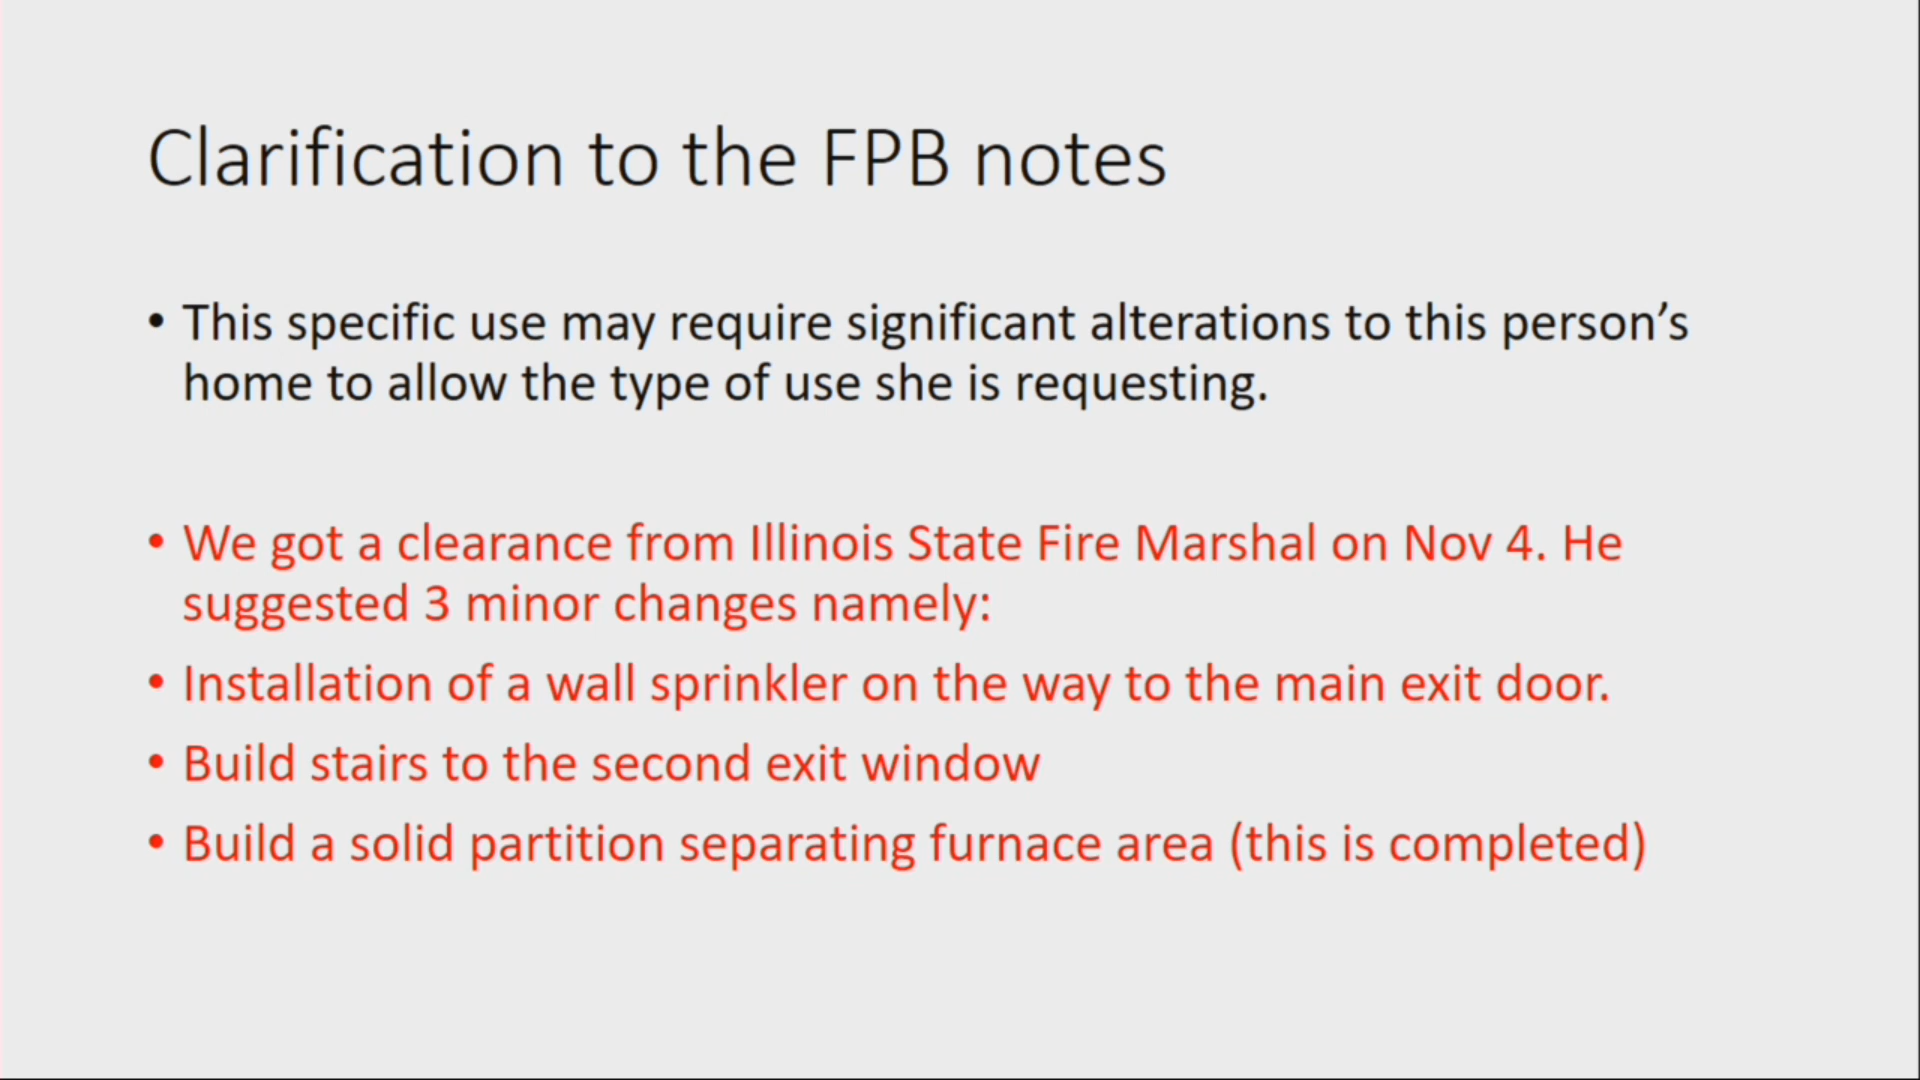 Clarification to the FPB notes
• This specific use may require significant alterations to this person’s
home to allow the type of use she is requesting.
• We got a clearance from Illinois State Fire Marshal on Nov 4. He
suggested 3 minor changes namely:
• Installation of a wall sprinkler on the way to the main exit door.
• Build stairs to the second exit window
• Build a solid partition separating furnace area (this is completed)